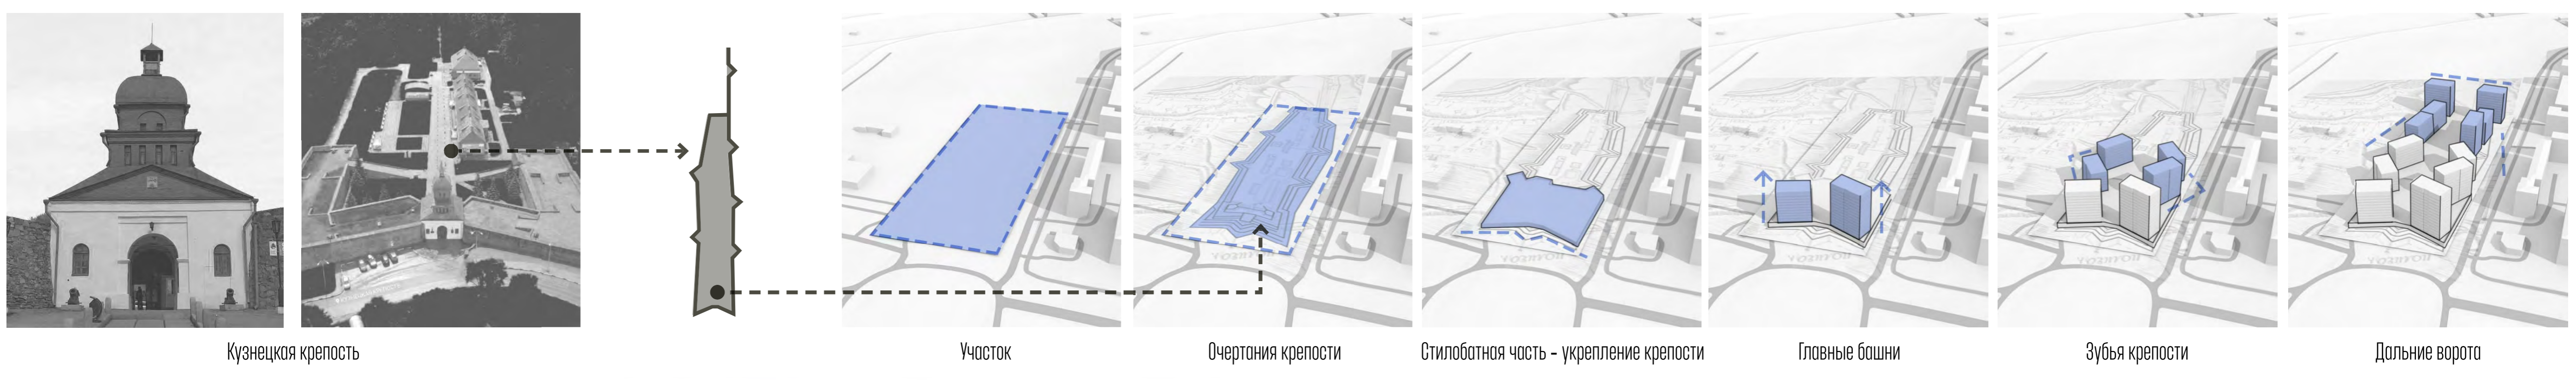 Кузнецкая крепость
Участок
Очертания крепости
Стилобатная часть - укрепление крепости
Главные башни
Зубья крепости
Дальние ворота